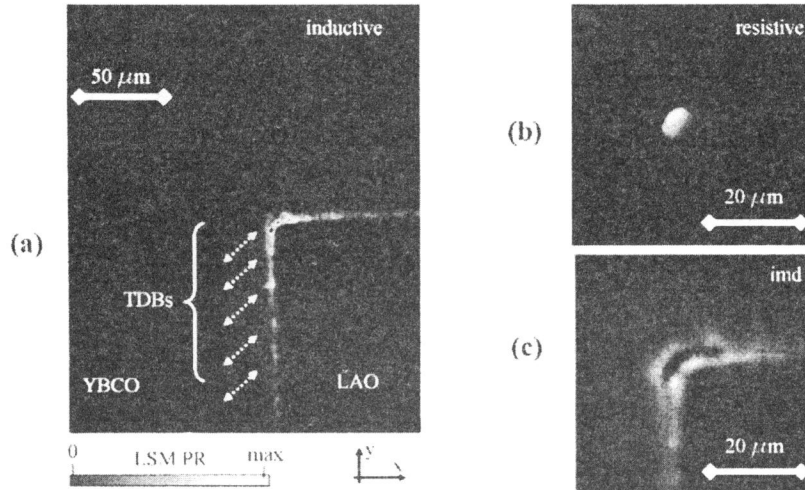 inductive
50 μm
(a)
TDBs
YBCO
LAO
0
LSM PR
max
y
x
resistive
(b)
20 μm
imd
(c)
20 μm